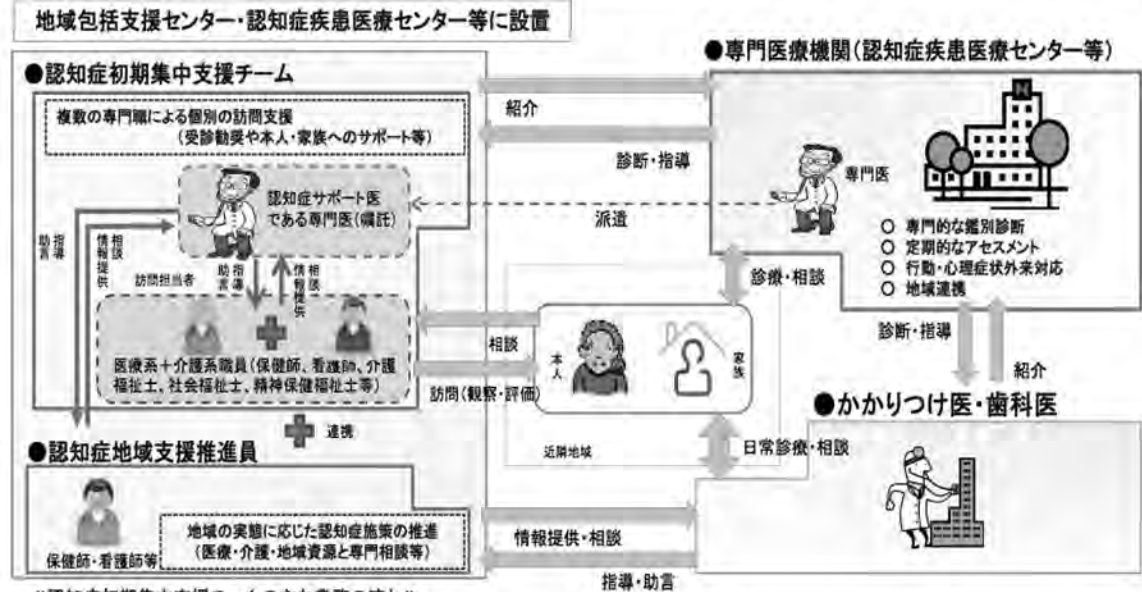 地域包括支援センター・認知症疾患医療センター等に設置
●認知症初期集中支援チーム
複数の専門職による個別の訪問支援
(受診勧奨や本人・家族へのサポート等)
認知症サポート医
である専門医(嘱託)
指導
助言
相談
情報提供
訪問担当者
指導
助言
相談
情報提供
医療系+介護系職員(保健師、看護師、介護
福祉士、社会福祉士、精神保健福祉士等)
連携
●認知症地域支援推進員
保健師・看護師等
地域の実態に応じた認知症施策の推進
(医療・介護・地域資源と専門相談等)
紹介
診断・指導
派遣
相談
訪問(観察・評価)
本人
家族
近隣地域
診療・相談
日常診療・相談
情報提供・相談
指導・助言
●専門医療機関(認知症疾患医療センター等)
専門医
○ 専門的な鑑別診断
○ 定期的なアセスメント
○ 行動・心理症状外来対応
○ 地域連携
診断・指導
紹介
●かかりつけ医・歯科医